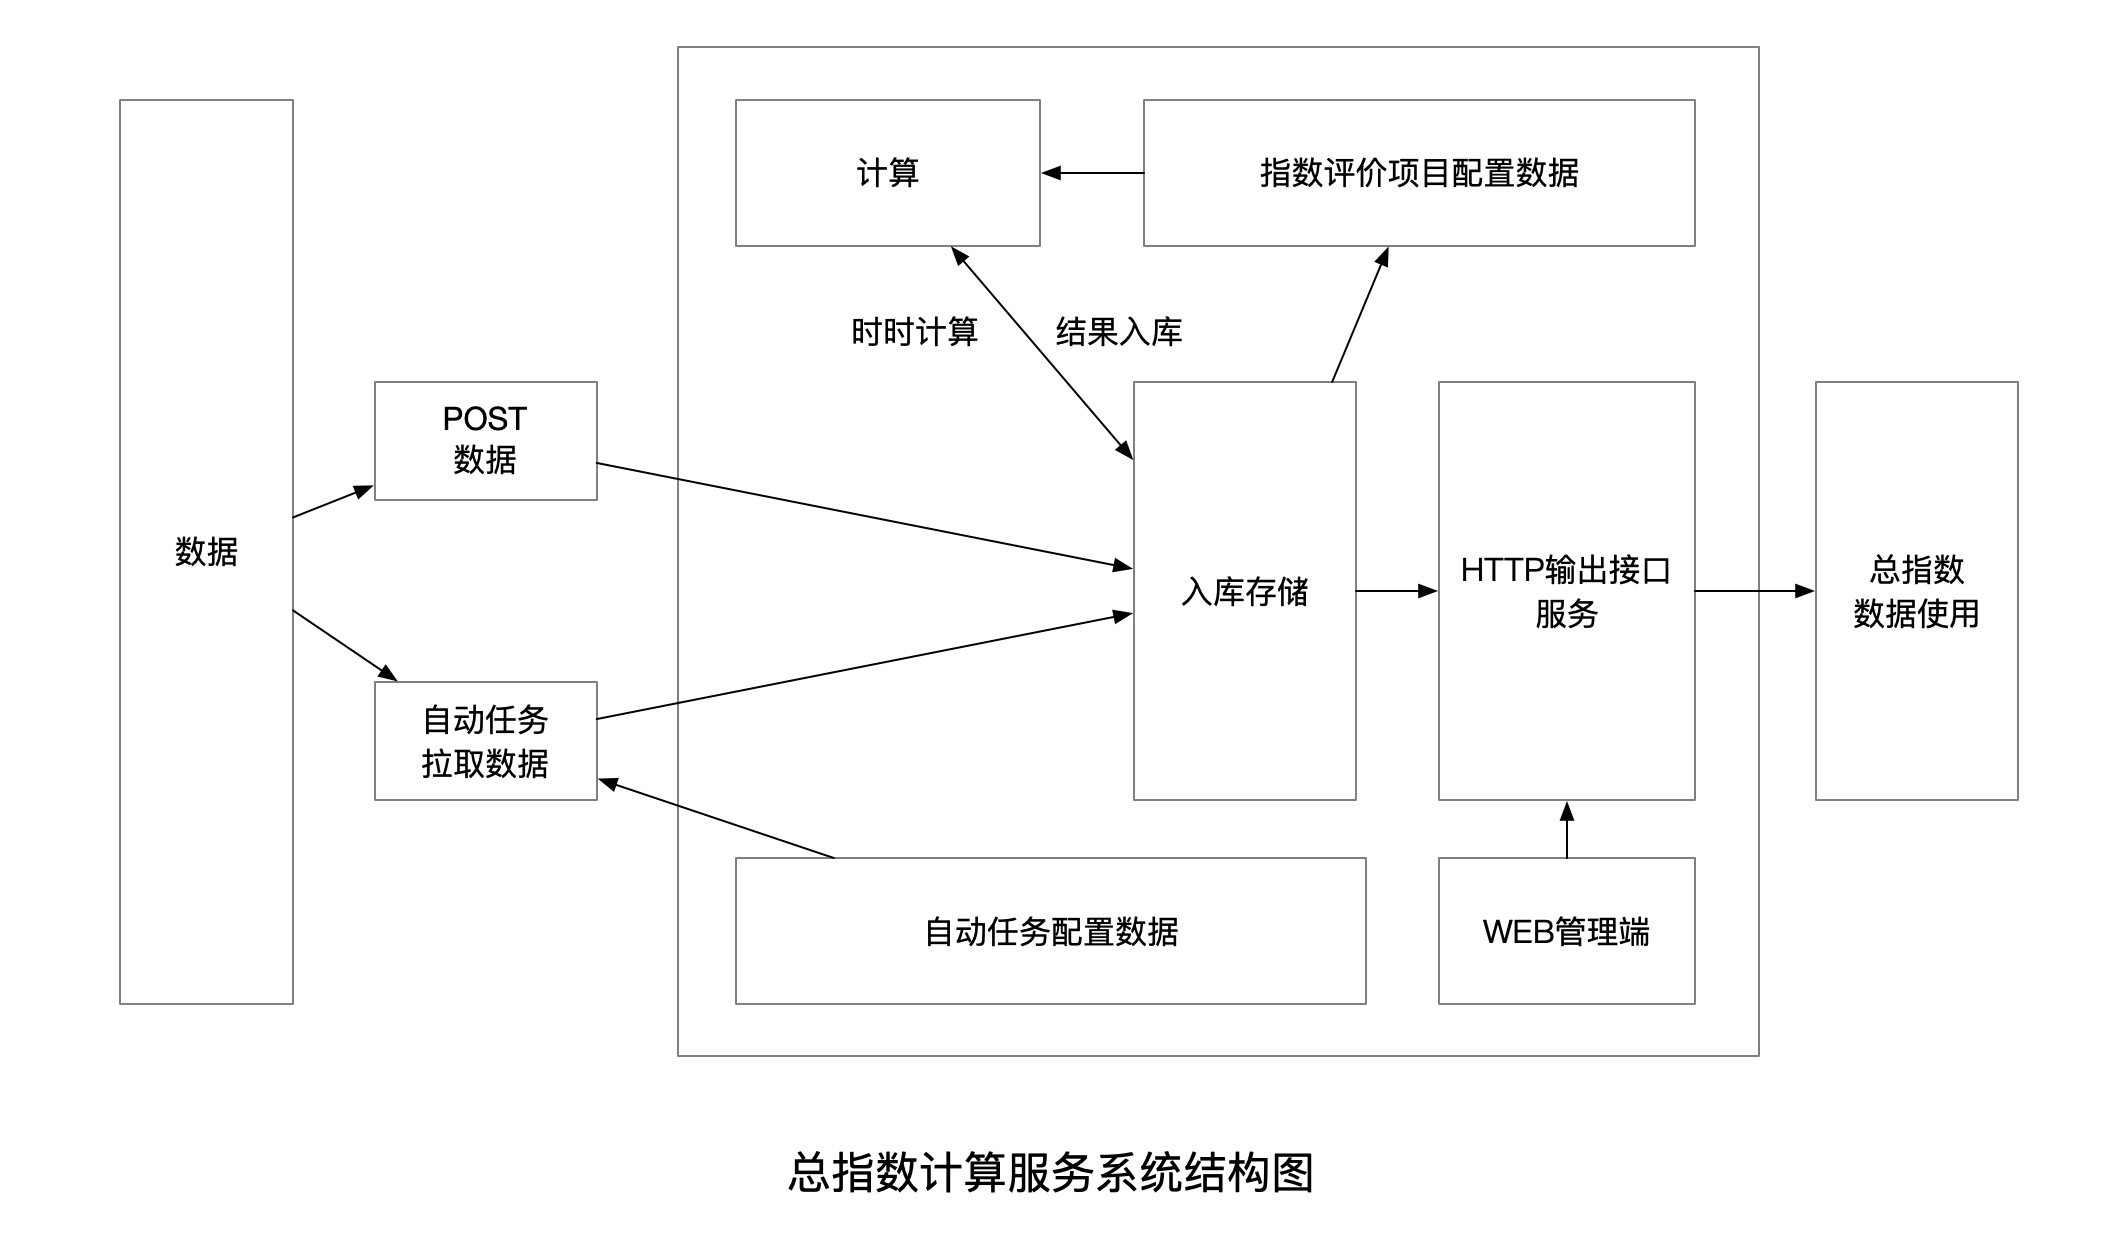 计算
指数评价项目配置数据
时时计算
结果入库
POST
数据
数据
自动任务
拉取数据
入库存储
HTTP输出接口
服务
总指数
数据使用
自动任务配置数据
WEB管理端
总指数计算服务系统结构图